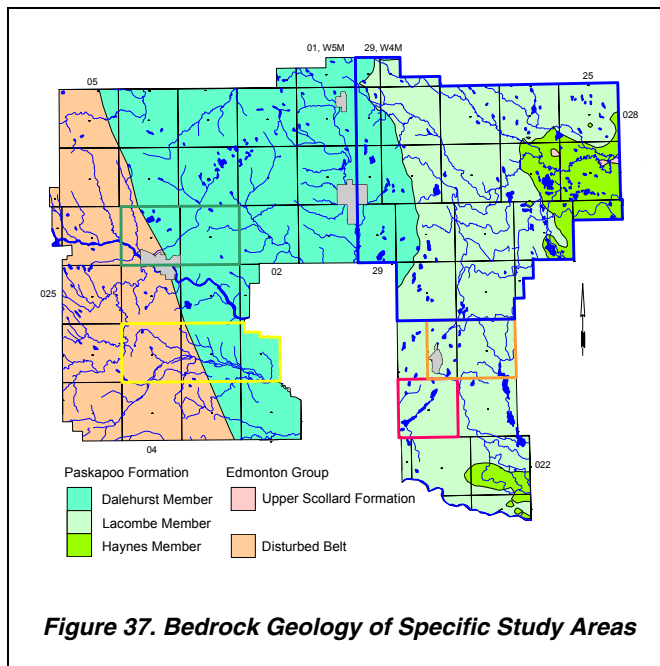 01, W5M 29, W4M
05 25
028
02 29
025
04
022
Paskapoo Formation Edmonton Group
Dalehurst Member Upper Scollard Formation
Lacombe Member
Haynes Member Disturbed Belt
Figure 37. Bedrock Geology of Specific Study Areas